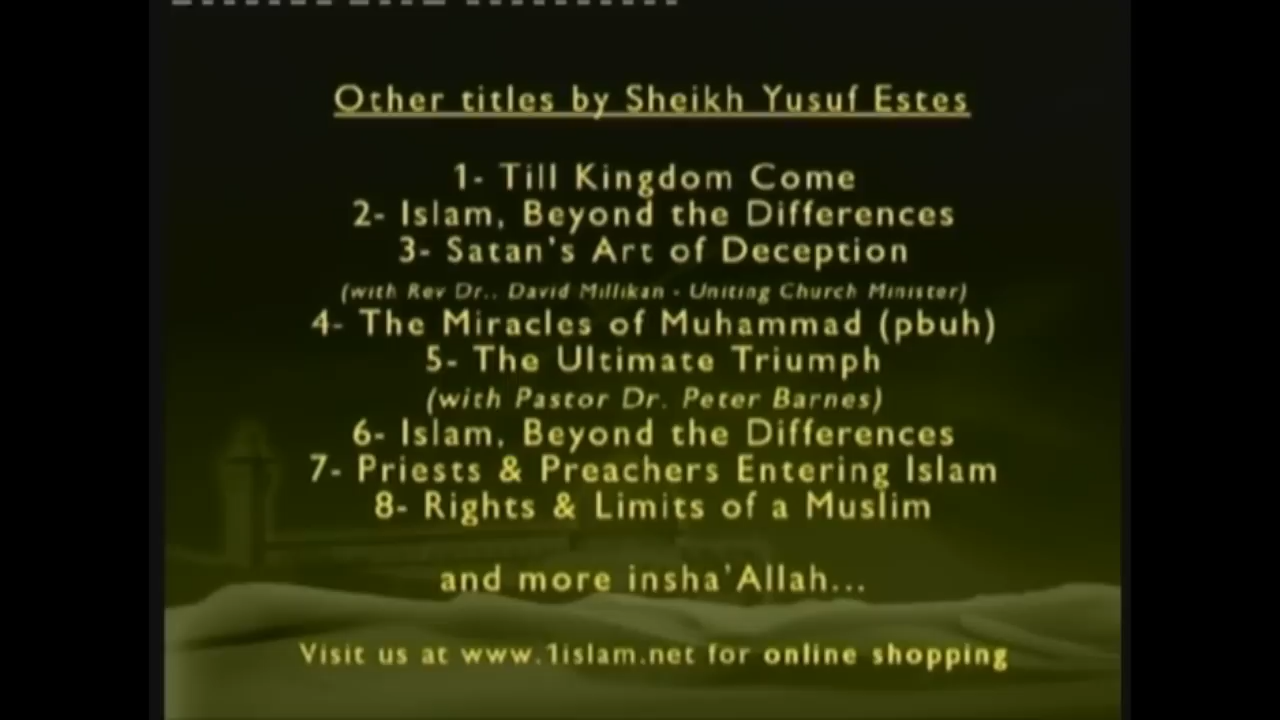 Other titles by Sheikh Yusuf Estes
1- Till Kingdom Come
2- Islam, Beyond the Differences
3- Satan's Art of Deception
(with Rev Dr.. David Millikan - Uniting Church Minister)
4- The Miracles of Muhammad (pbuh)
5- The Ultimate Triumph
(with Pastor Dr. Peter Barnes)
6- Islam, Beyond the Differences
7- Priests & Preachers Entering Islam
8- Rights & Limits of a Muslim
and more insha'Allah...
Visit us at www.1islam.net for online shopping